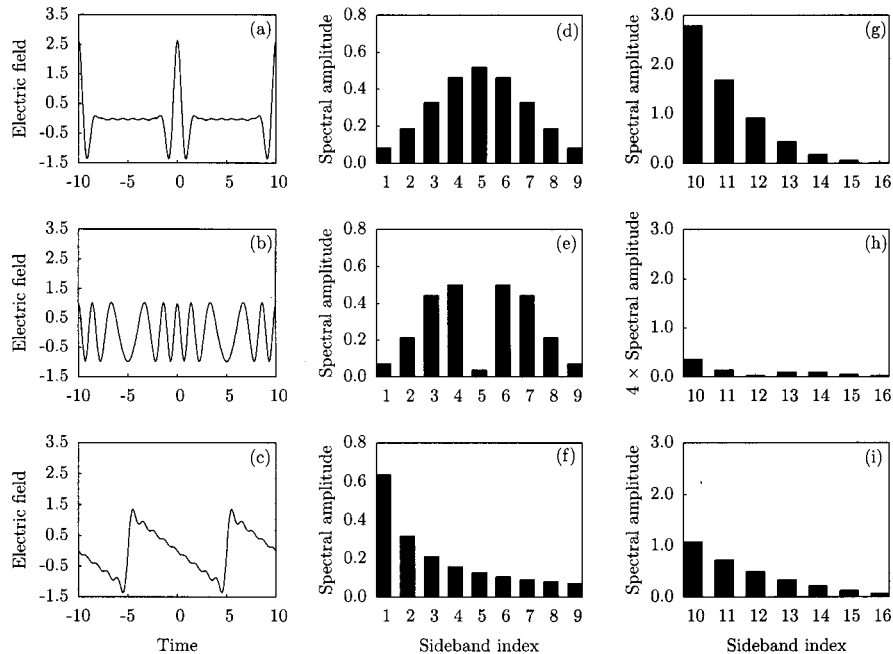 (a)
Electric field
3.5
2.5
1.5
0.5
-0.5
-1.5
-10 -5 0 5 10
(d)
Spectral amplitude
0.8
0.6
0.4
0.2
0.0
1 2 3 4 5 6 7 8 9
(g)
Spectral amplitude
3.0
2.0
1.0
0.0
10 11 12 13 14 15 16
(b)
Electric field
3.5
2.5
1.5
0.5
-0.5
-1.5
-10 -5 0 5 10
(e)
Spectral amplitude
0.8
0.6
0.4
0.2
0.0
1 2 3 4 5 6 7 8 9
(h)
4 × Spectral amplitude
3.0
2.0
1.0
0.0
10 11 12 13 14 15 16
(c)
Electric field
3.5
2.5
1.5
0.5
-0.5
-1.5
-10 -5 0 5 10
Time
(f)
Spectral amplitude
0.8
0.6
0.4
0.2
0.0
1 2 3 4 5 6 7 8 9
Sideband index
(i)
Spectral amplitude
3.0
2.0
1.0
0.0
10 11 12 13 14 15 16
Sideband index